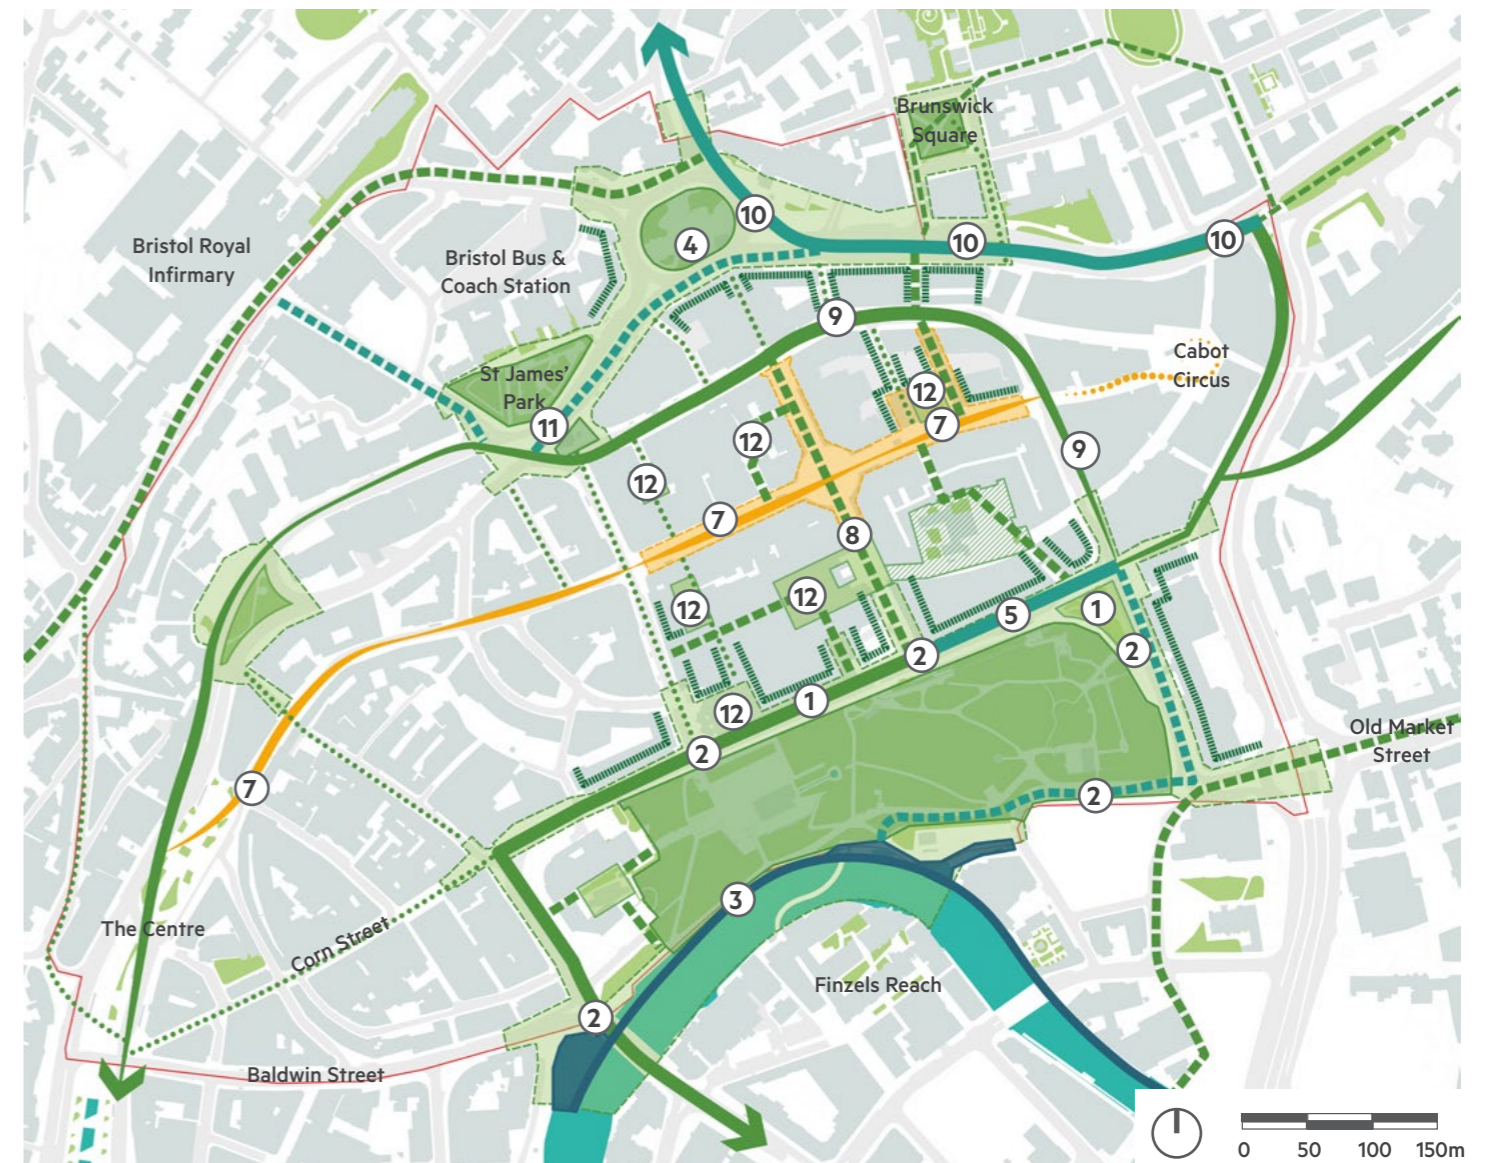 Brunswick
Square
10
4
10
10
Bristol Royal
Infirmary
Bristol Bus &
Coach Station
9
Cabot
Circus
St James'
Park
12
11
7
12
9
12
7
8
12
12
1
5
2
2
1
12
2
Old Market
Street
7
2
3
The Centre
Corn Street
Finzels Reach
2
Baldwin Street
0 50 100 150m